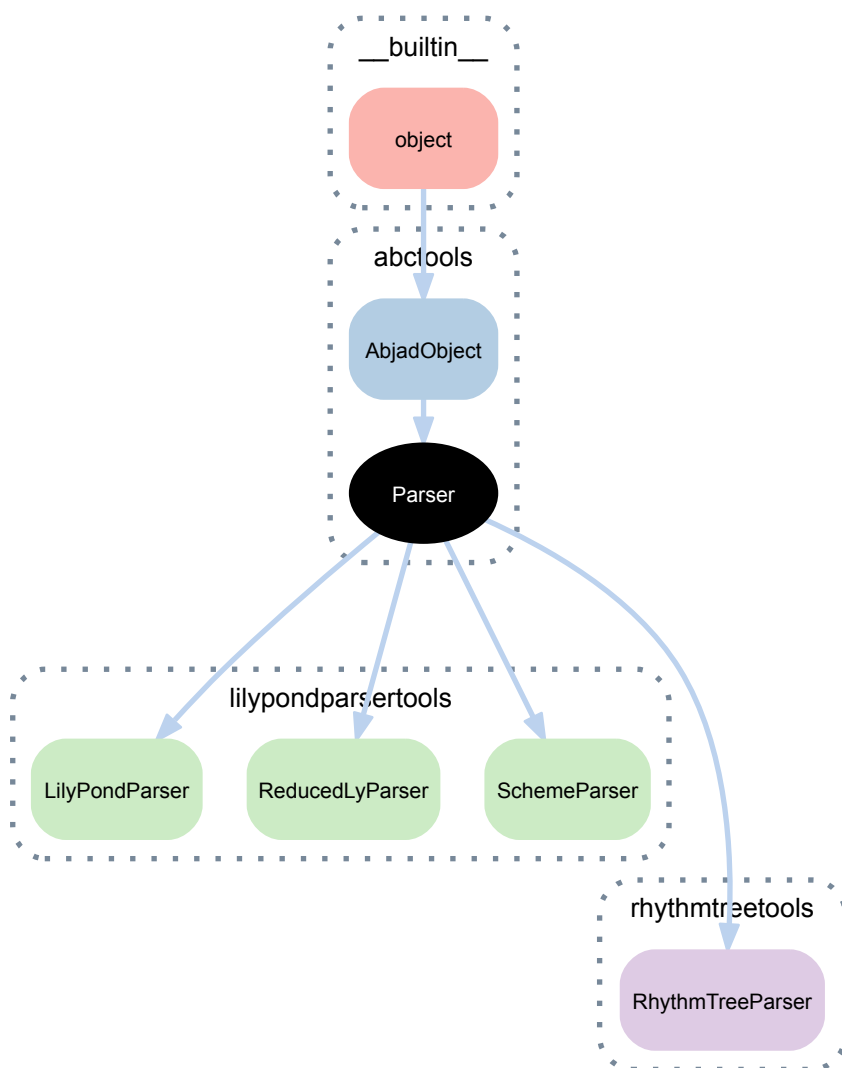 __builtin__
object
abctools
AbjadObject
Parser
lilypondparsertools
LilyPondParser
ReducedLyParser
SchemeParser
rhythmtreetools
RhythmTreeParser